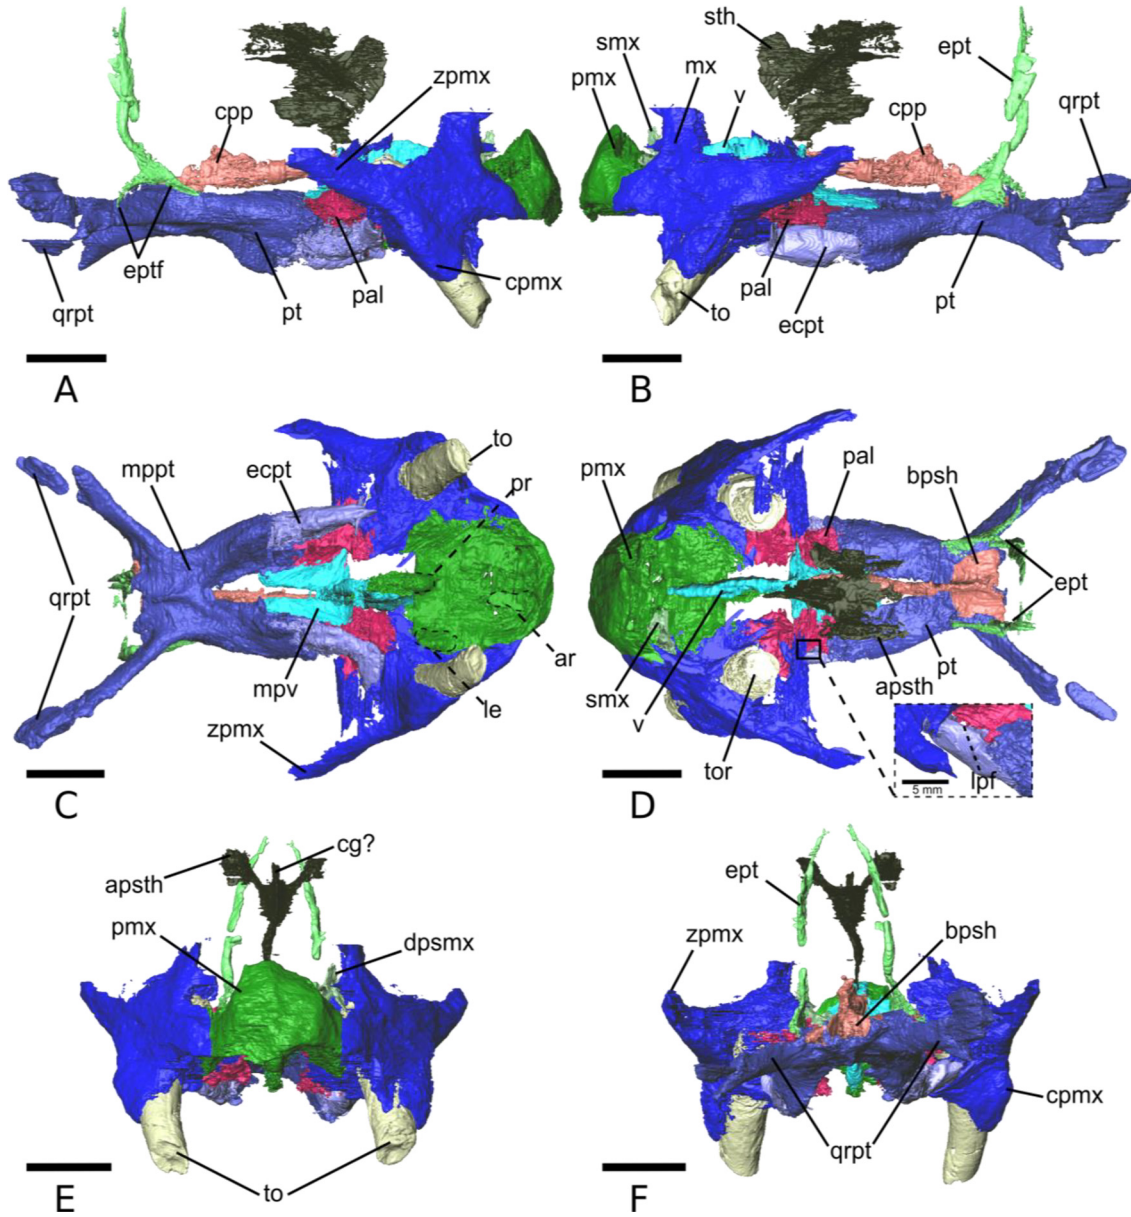 zpmx
cpp
qrpt
eptf
pt
pal
cpmx
A
sth
smx
pmx
mx
v
ept
cpp
qrpt
pal
to
ecpt
pt
B
mppt
ecpt
to
pr
qrpt
mpv
zpmx
le
ar
C
pmx
pal
bpsh
ept
smx
v
tor
apsth
pt
5 mm
lpf
D
cg?
apsth
pmx
dpsmx
to
E
ept
zpmx
bpsh
qrpt
cpmx
F